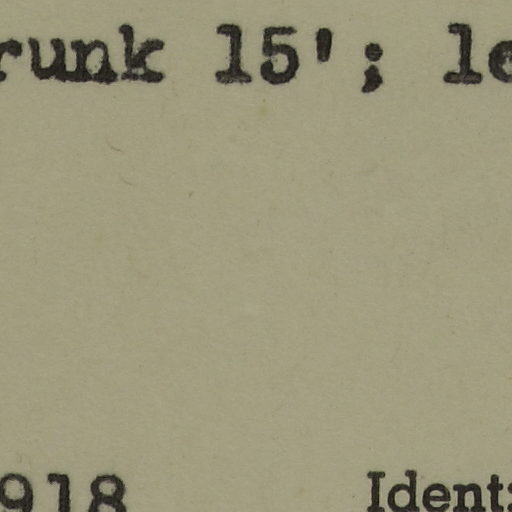 runk 15'; le
918 Ident